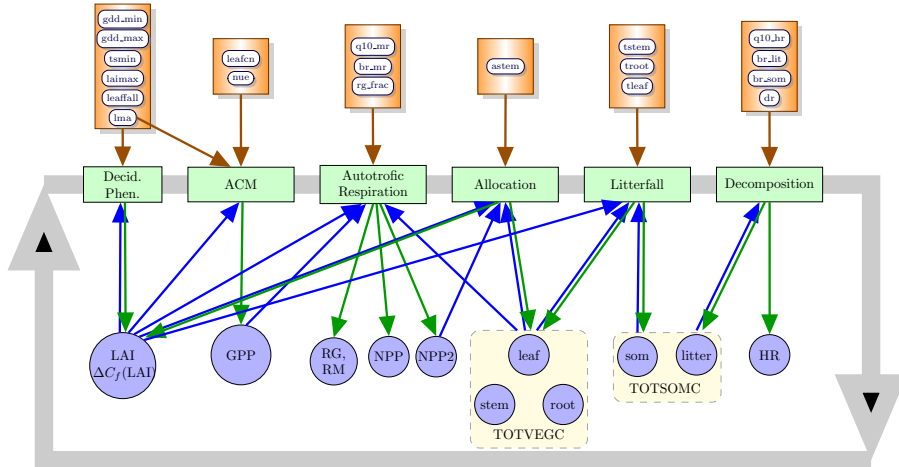 gdd_min
gdd_max
tsmin
laimax
leaffall
lma
leafcn
nue
q10_mr
br_mr
rg_frac
astem
tstem
troot
tleaf
q10_hr
br_lit
br_som
dr
Decid.
Phen.
ACM
Autotrofic
Respiration
Allocation
Litterfall
Decomposition
LAI
ΔC_f(LAI)
GPP
RG,
RM
NPP
NPP2
leaf
stem
root
TOTVEGC
som
litter
TOTSOMC
HR